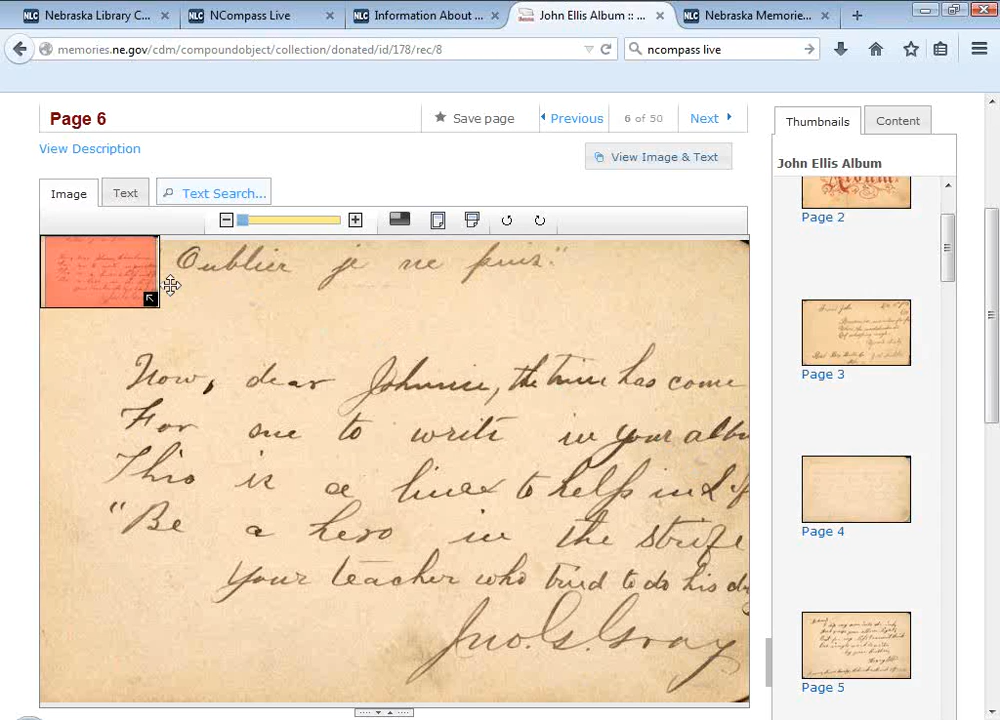 Nebraska Library C...
NCompass Live
Information About ...
John Ellis Album :: ...
Nebraska Memorie...
memories.ne.gov/cdm/compoundobject/collection/donated/id/178/rec/8
ncompass live
Page 6
Save page
Previous
6 of 50
Next
View Description
View Image & Text
Image
Text
Text Search...
Oublier je ne puis."
Now, dear Johnnie, the time has come
For me to write in your albu
This is a line to help in Lif
"Be a hero in the strife
Your teacher who tried to do his du
Jno. G. Gray
Thumbnails
Content
John Ellis Album
Album
Page 2
Page 3
Page 4
Page 5